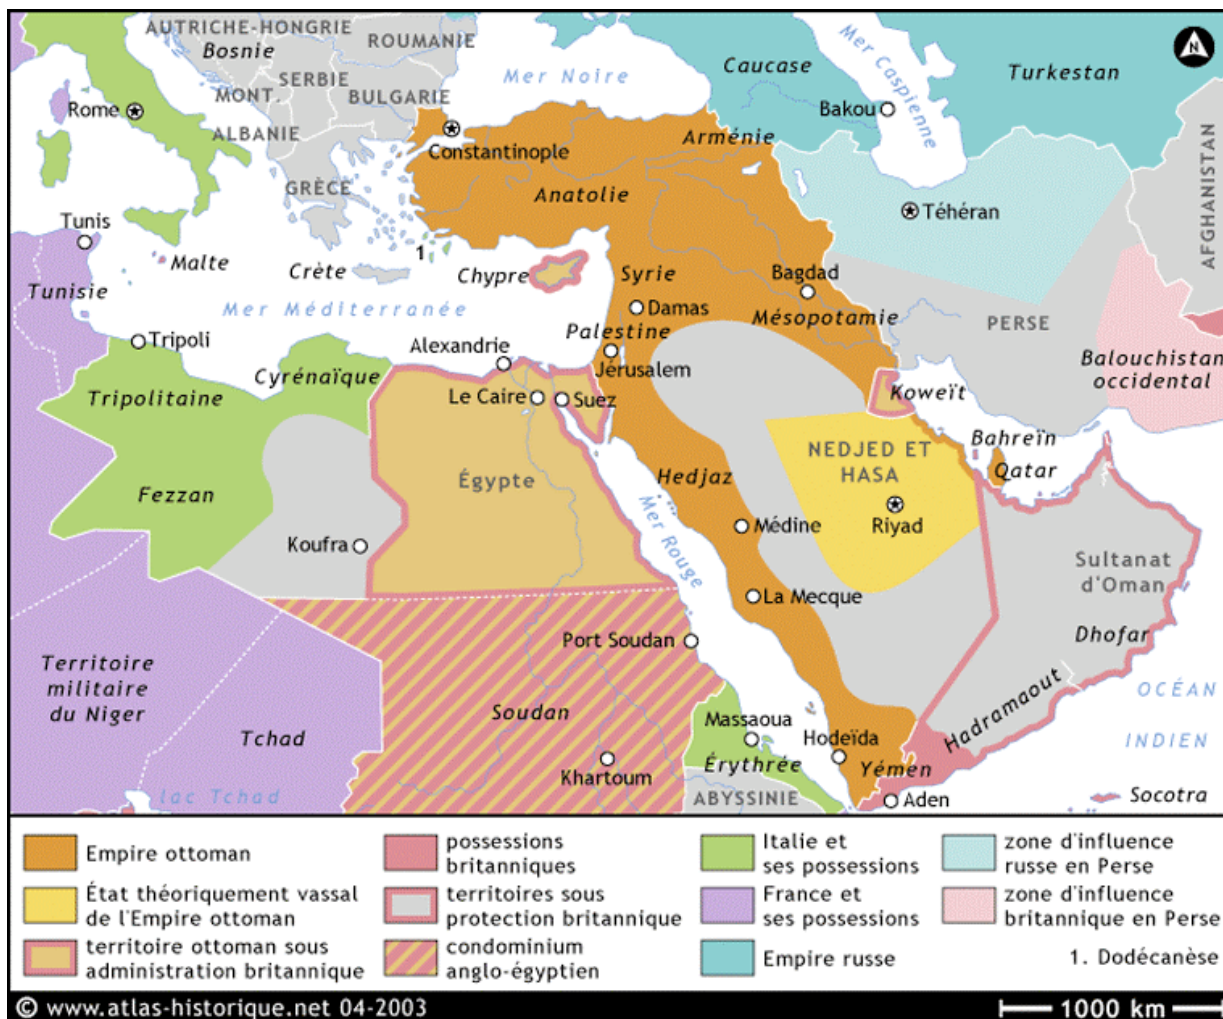 AUTRICHE-HONGRIE
Bosnie
ROUMANIE
SERBIE
MONT.
BULGARIE
ALBANIE
GRÈCE
Rome
Constantinople
Mer Noire
Caucase
Mer Caspienne
Turkestan
Bakou
Arménie
Anatolie
Téhéran
AFGHANISTAN
Tunis
Malte
Tunisie
Crète
1
Chypre
Syrie
Bagdad
Mer Méditerranée
Damas
Mésopotamie
PERSE
Tripoli
Alexandrie
Palestine
Jérusalem
Balouchistan
occidental
Cyrénaïque
Tripolitaine
Le Caire
Suez
Koweït
Bahreïn
Qatar
NEDJED ET
HASA
Riyad
Fezzan
Égypte
Hedjaz
Médine
Koufra
Mer Rouge
La Mecque
Sultanat
d'Oman
Dhofar
Port Soudan
Hadramaout
Territoire
militaire
du Niger
Tchad
Soudan
Massaoua
Hodeïda
OCÉAN
INDIEN
Khartoum
Érythrée
Yémen
lac Tchad
ABYSSINIE
Aden
Socotra
N
Empire ottoman
État théoriquement vassal
de l'Empire ottoman
territoire ottoman sous
administration britannique
possessions
britanniques
territoires sous
protection britannique
condominium
anglo-égyptien
Italie et
ses possessions
France et
ses possessions
Empire russe
zone d'influence
russe en Perse
zone d'influence
britannique en Perse
1. Dodécanèse
© www.atlas-historique.net 04-2003
1000 km